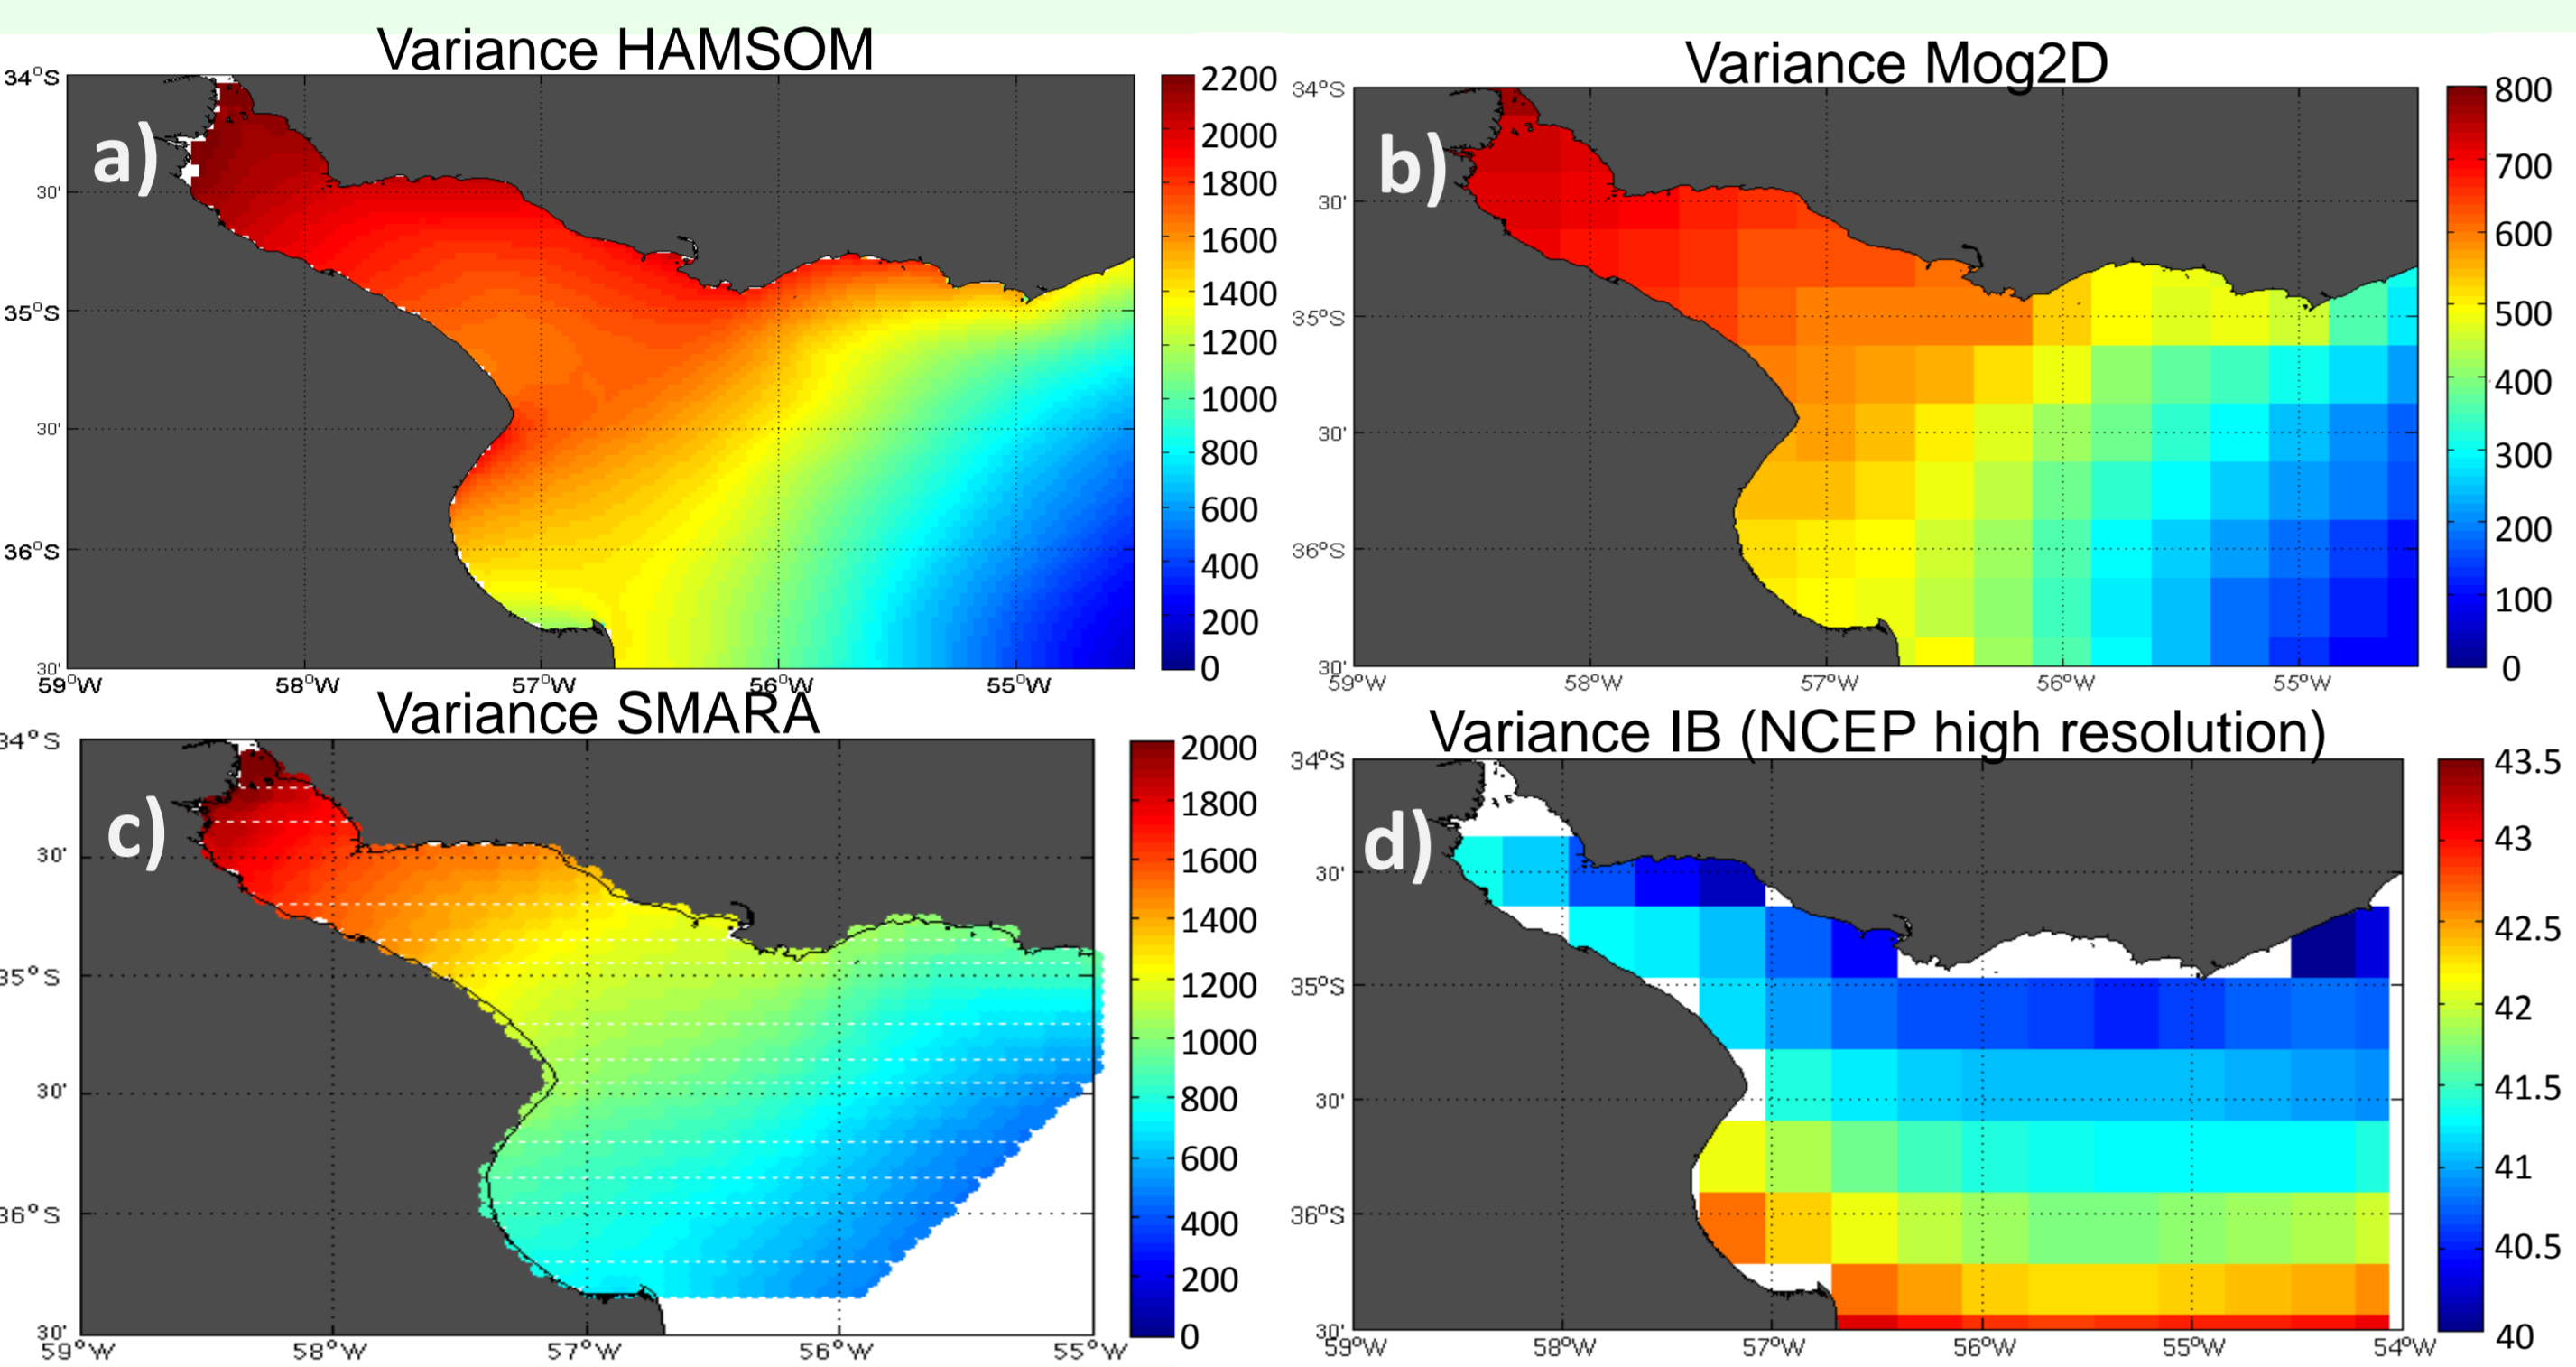 Variance HAMSOM
34°S
30'
35°S
30'
36°S
30'
59°W 58°W 57°W 56°W 55°W
a)
2200
2000
1800
1600
1400
1200
1000
800
600
400
200
0
Variance Mog2D
34°S
30'
35°S
30'
36°S
30'
59°W 58°W 57°W 56°W 55°W
b)
800
700
600
500
400
300
200
100
0
Variance SMARA
34°S
30'
35°S
30'
36°S
30'
59°W 58°W 57°W 56°W 55°W
c)
2000
1800
1600
1400
1200
1000
800
600
400
200
0
Variance IB (NCEP high resolution)
34°S
30'
35°S
30'
36°S
30'
59°W 58°W 57°W 56°W 55°W 54°W
d)
43.5
43
42.5
42
41.5
41
40.5
40